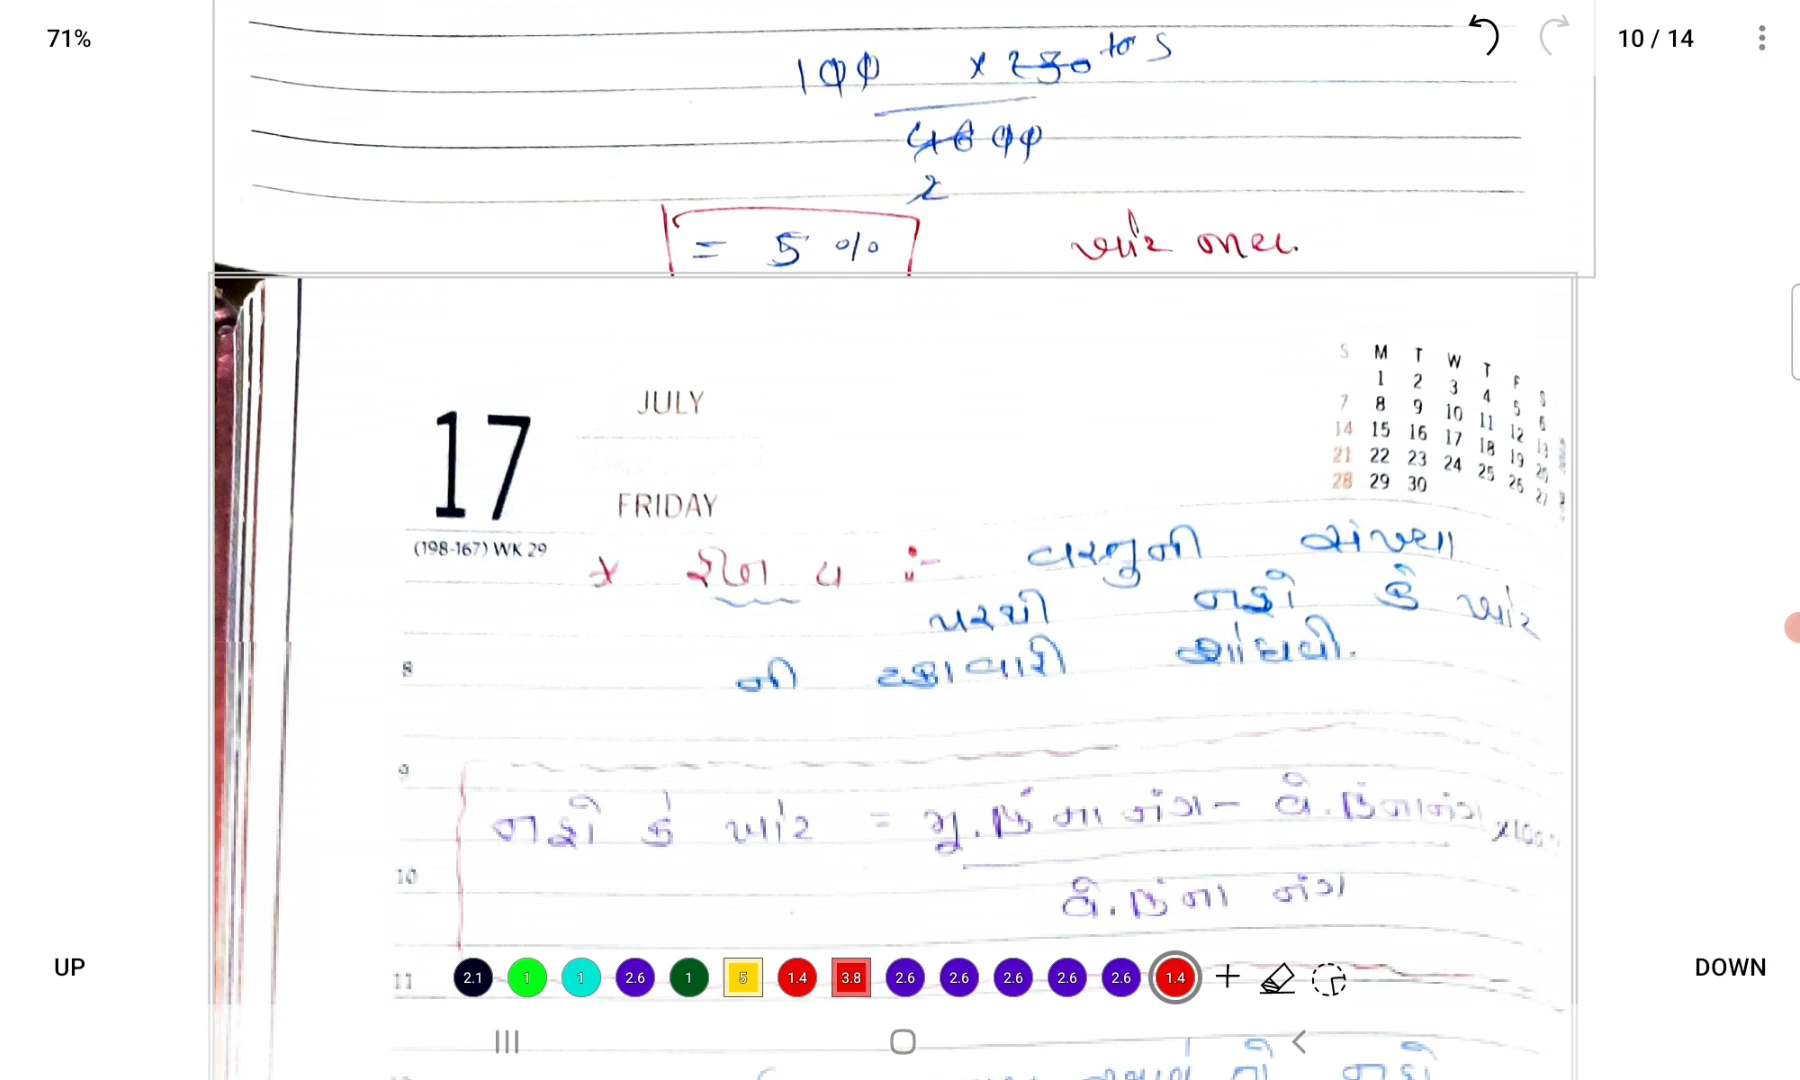 71%
10 / 14
100 × 250 to S
4600
2
= 5 %
ખોટ જાય.
S M T W T F S
1 2 3 4 5 6
7 8 9 10 11 12 13
14 15 16 17 18 19 20
21 22 23 24 25 26 27
28 29 30
JULY
17
FRIDAY
(198-167) WK 29
* રીત ૫ :- વસ્તુની સંખ્યા
પરથી નફો કે ખોટ
ની ટકાવારી શોધવી.
8
9
નફો કે ખોટ = મૂ.કિંના નંગ - વે.કિંના નંગ ×100
10
વે.કિંના નંગ
11
2.1 1 1 2.6 1 5 1.4 3.8 2.6 2.6 2.6 2.6 2.6 1.4
UP
DOWN